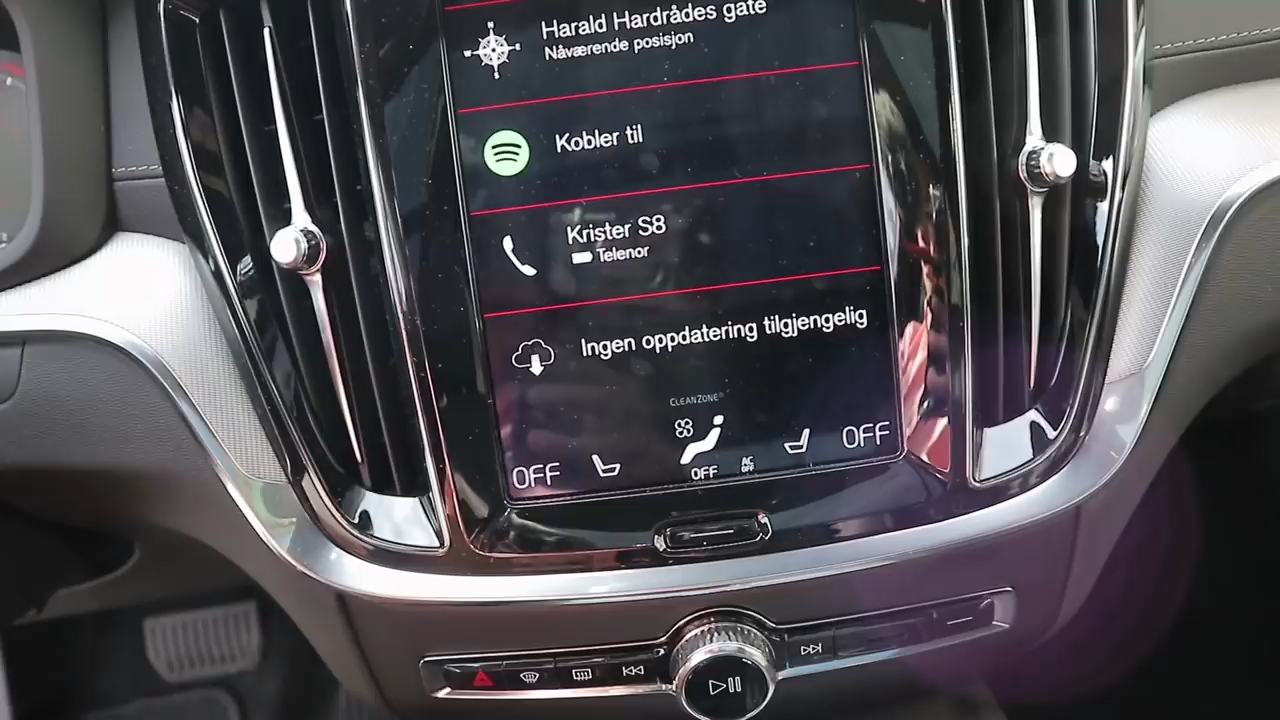 Harald Hardrådes gate
Nåværende posisjon
Kobler til
Krister S8
Telenor
Ingen oppdatering tilgjengelig
CLEANZONE
OFF
OFF
AC
OFF
OFF